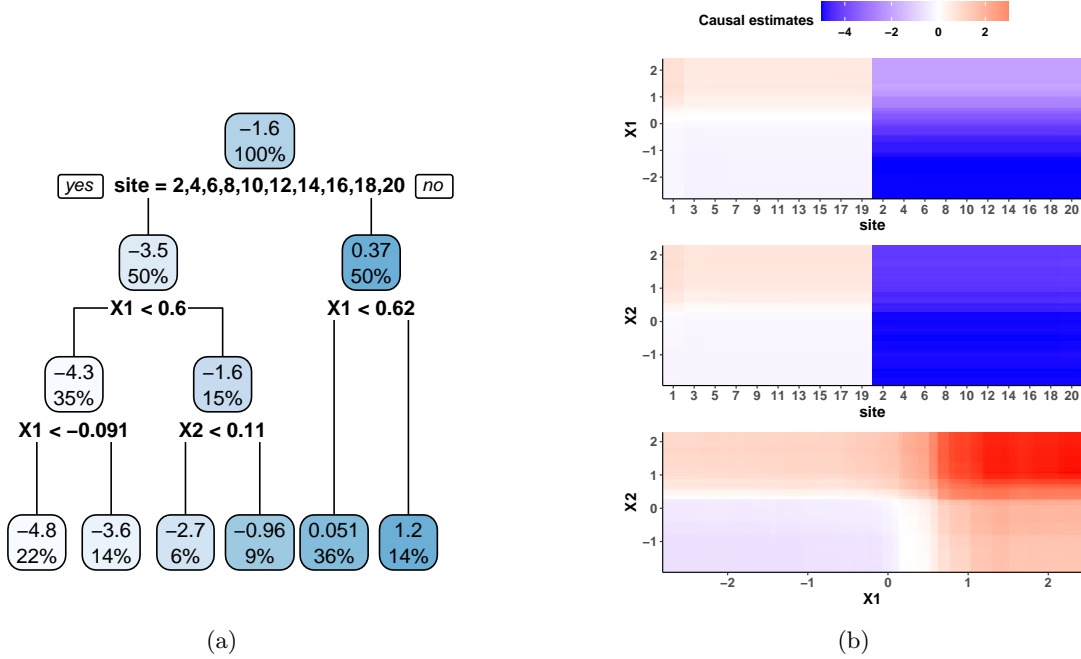 −1.6
100%
yes site = 2,4,6,8,10,12,14,16,18,20 no
−3.5 0.37
50% 50%
X1 < 0.6 X1 < 0.62
−4.3 −1.6
35% 15%
X1 < −0.091 X2 < 0.11
−4.8 −3.6 −2.7 −0.96 0.051 1.2
22% 14% 6% 9% 36% 14%
(a)
Causal estimates
−4 −2 0 2
X1
2
1
0
−1
−2
1 3 5 7 9 11 13 15 17 19 2 4 6 8 10 12 14 16 18 20
site
X2
2
1
0
−1
1 3 5 7 9 11 13 15 17 19 2 4 6 8 10 12 14 16 18 20
site
X2
2
1
0
−1
−2 −1 0 1 2
X1
(b)